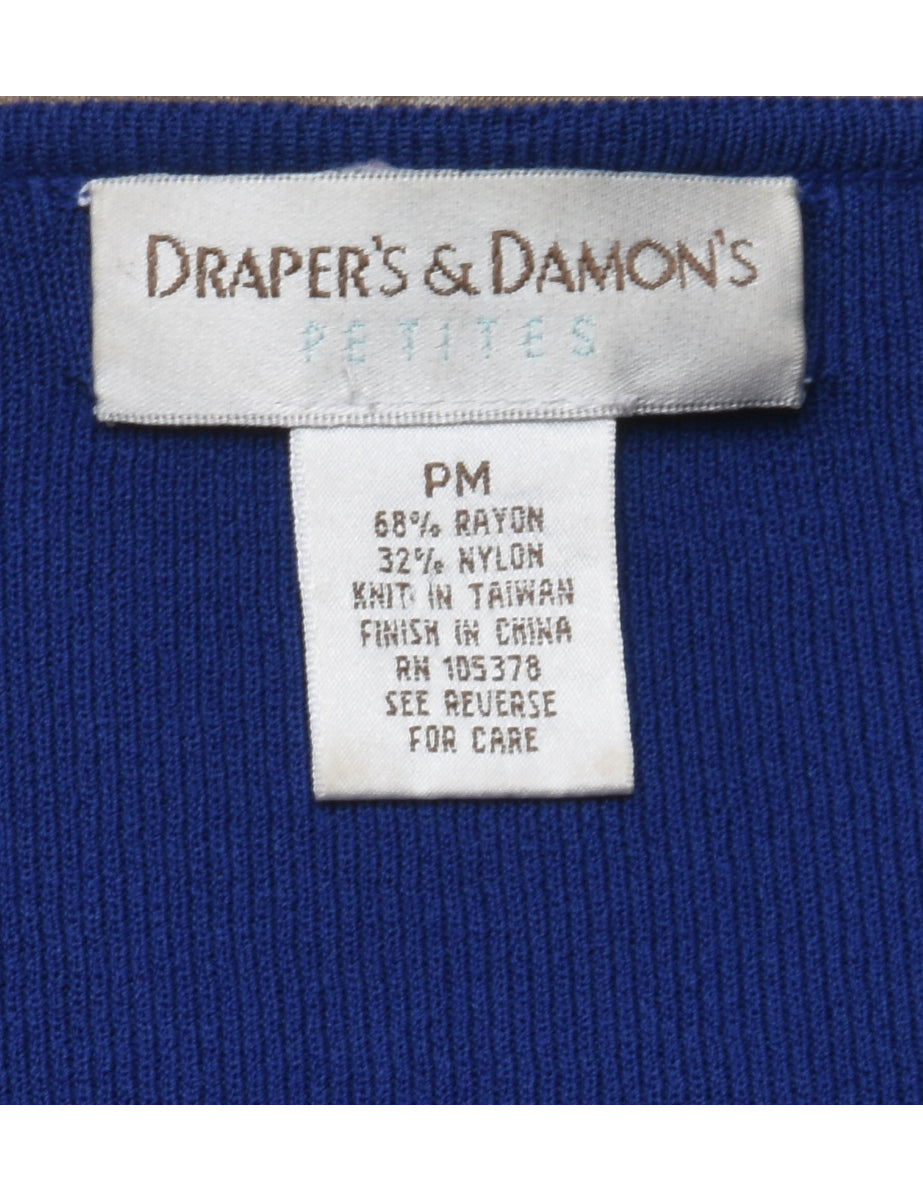 DRAPER'S & DAMON'S
PETITES
PM
68% RAYON
32% NYLON
KNIT IN TAIWAN
FINISH IN CHINA
RN 105378
SEE REVERSE
FOR CARE